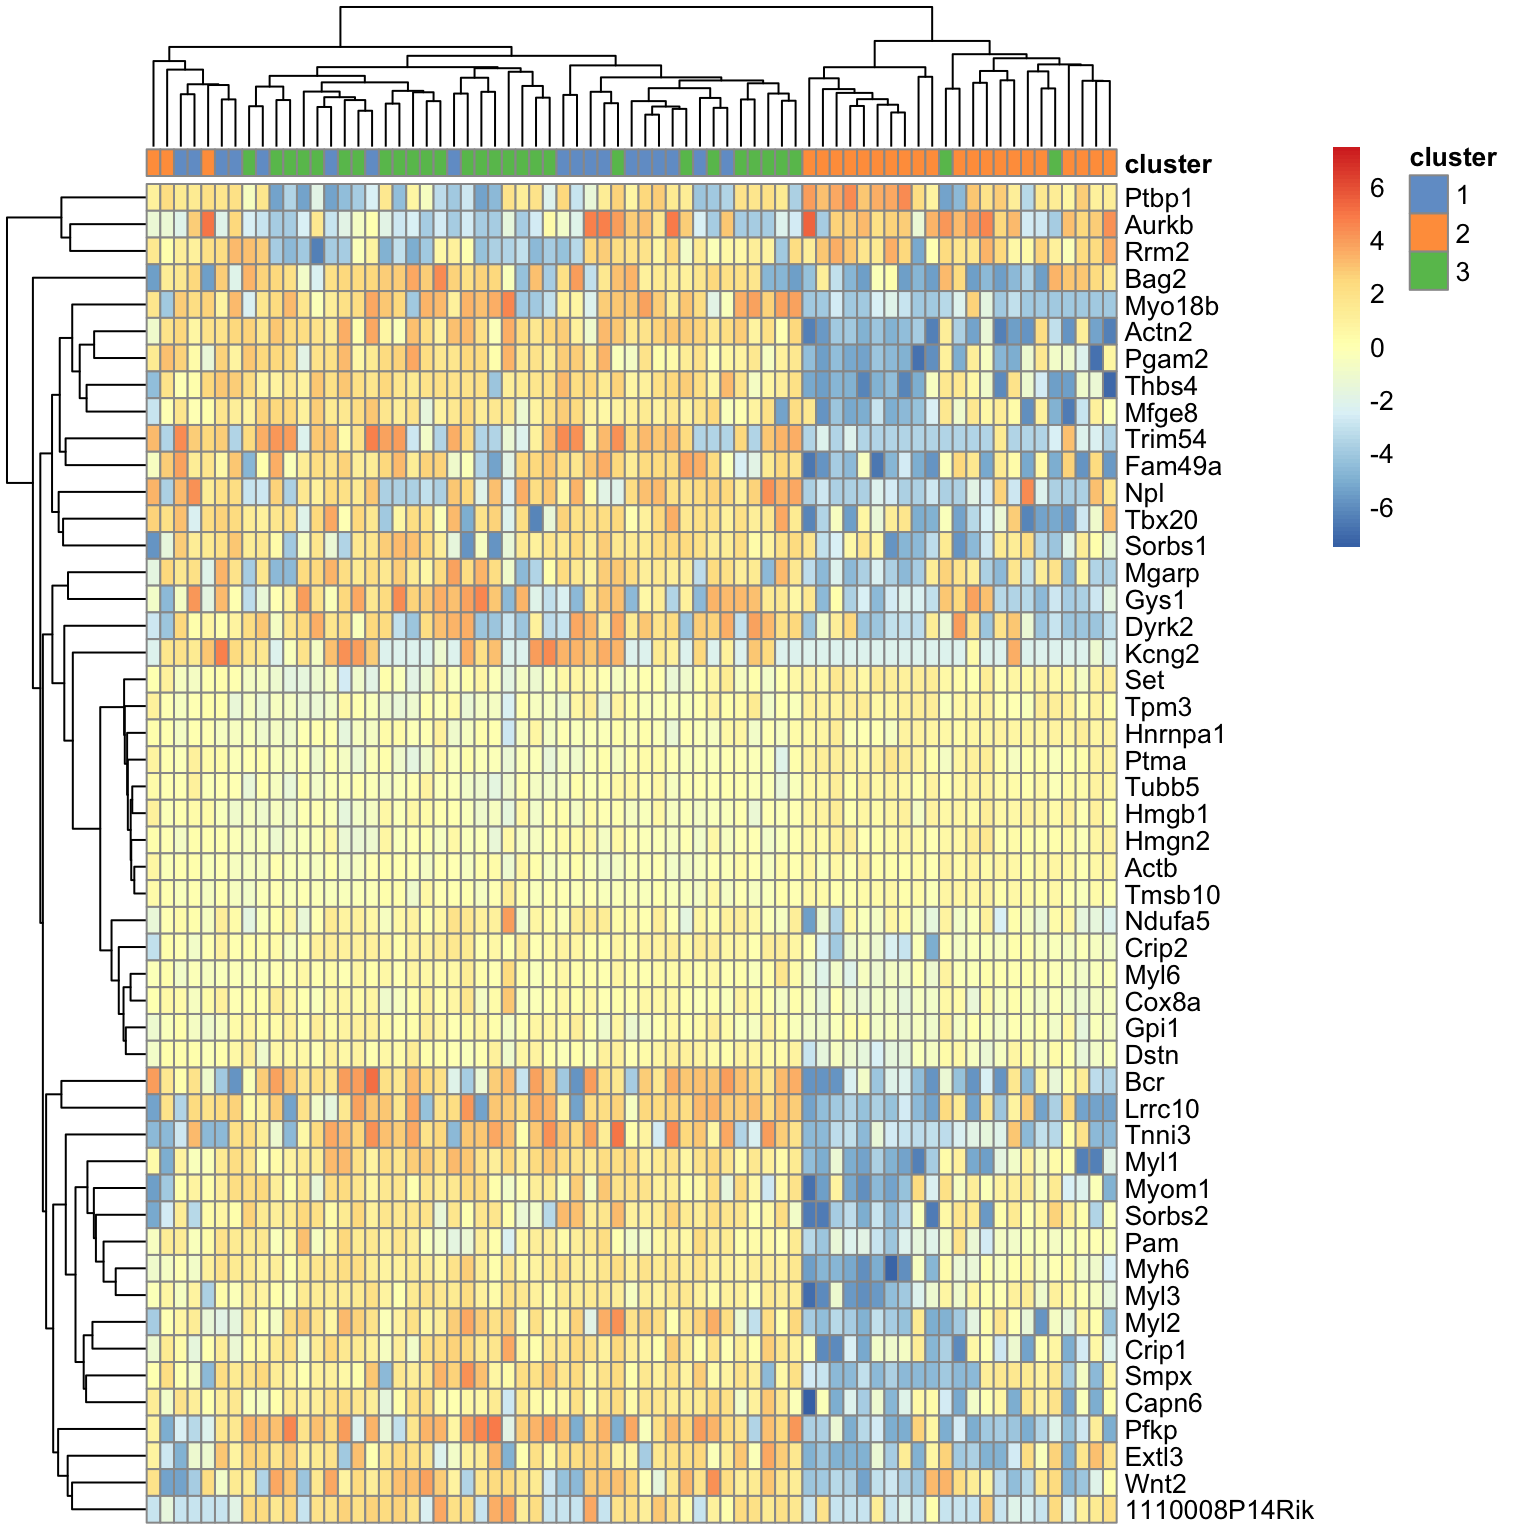 cluster
Ptbp1
Aurkb
Rrm2
Bag2
Myo18b
Actn2
Pgam2
Thbs4
Mfge8
Trim54
Fam49a
Npl
Tbx20
Sorbs1
Mgarp
Gys1
Dyrk2
Kcng2
Set
Tpm3
Hnrnpa1
Ptma
Tubb5
Hmgb1
Hmgn2
Actb
Tmsb10
Ndufa5
Crip2
Myl6
Cox8a
Gpi1
Dstn
Bcr
Lrrc10
Tnni3
Myl1
Myom1
Sorbs2
Pam
Myh6
Myl3
Myl2
Crip1
Smpx
Capn6
Pfkp
Extl3
Wnt2
1110008P14Rik
6
4
2
0
-2
-4
-6
cluster
1
2
3